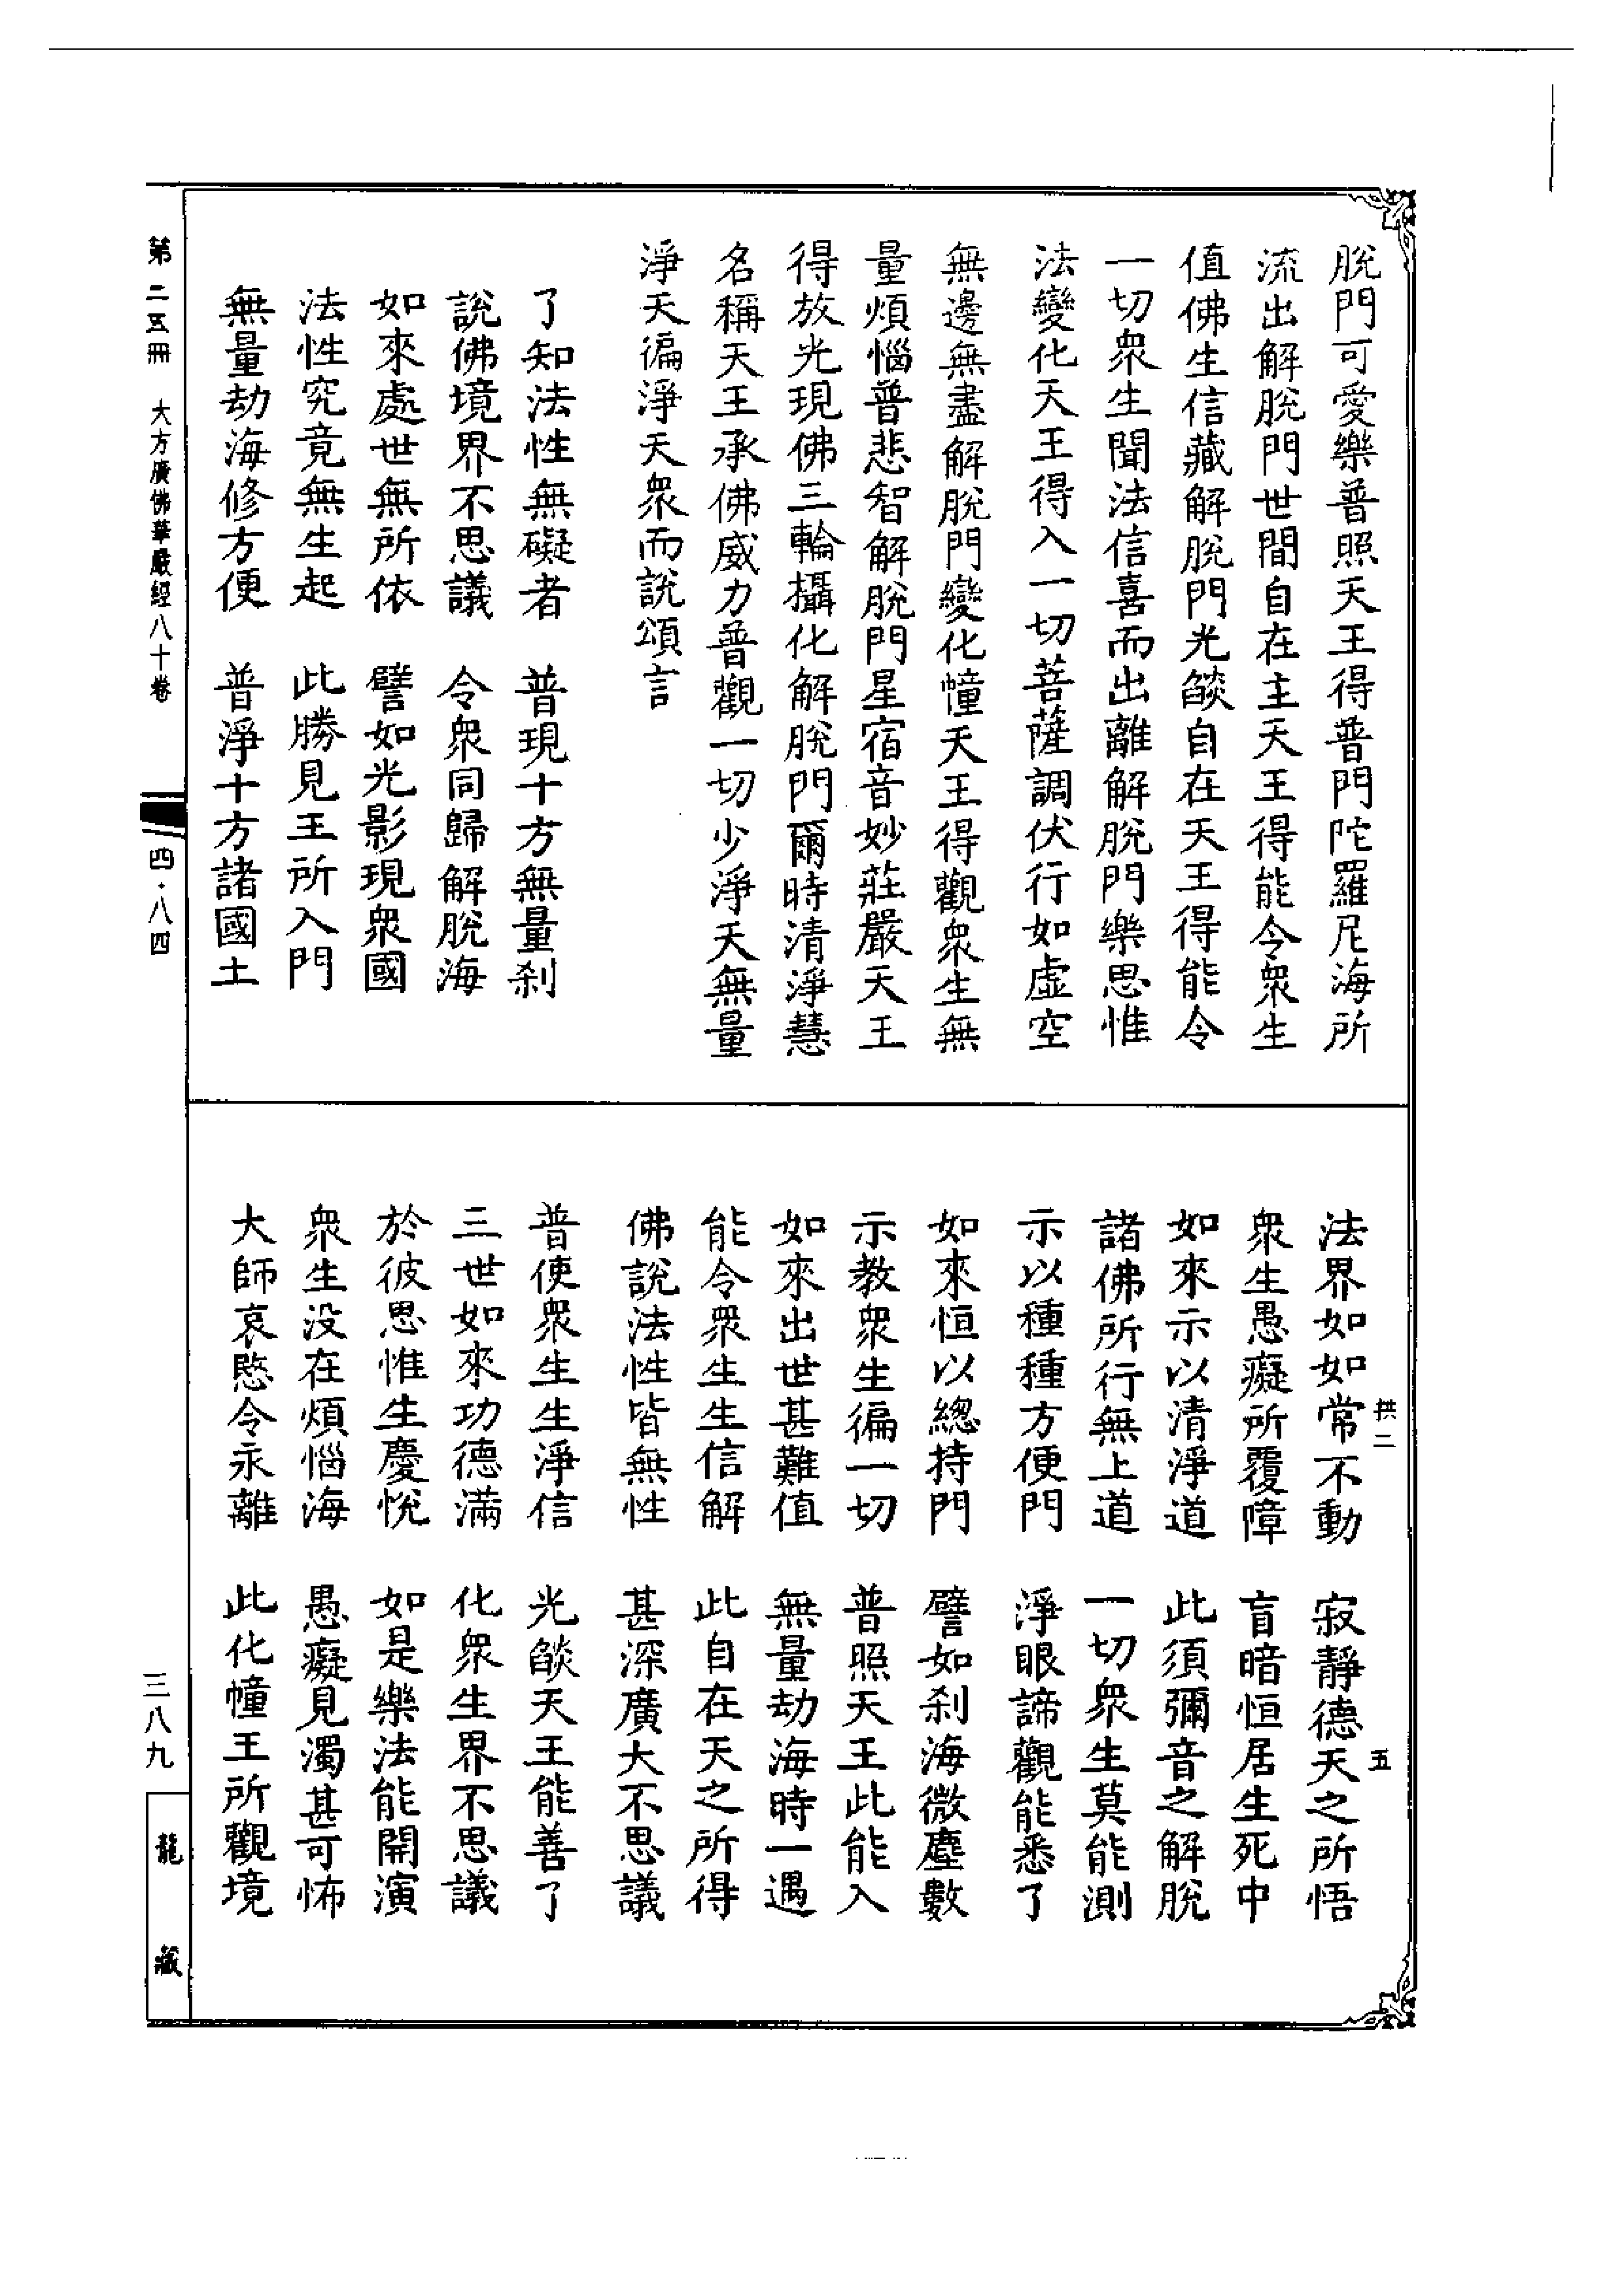 脫門可愛樂普照天王得普門陀羅尼海所
流出解脫門世間自在主天王得能令衆生
值佛生信藏解脫門光燄自在天王得能令
一切衆生聞法信喜而出離解脫門樂思惟
法變化天王得入一切菩薩調伏行如虛空
無邊無盡解脫門變化幢天王得觀衆生無
量煩惱普悲智解脫門星宿音妙莊嚴天王
得放光現佛三輪攝化解脫門爾時清淨慧
名稱天王承佛威力普觀一切少淨天無量
淨天徧淨天衆而說頌言
了知法性無礙者　普現十方無量刹
說佛境界不思議　令衆同歸解脫海
如來處世無所依　譬如光影現衆國
法性究竟無生起　此勝見王所入門
無量劫海修方便　普淨十方諸國土
第二五冊　大方廣佛華嚴經八十卷　四·八四
拱二　五
法界如如常不動　寂靜德天之所悟
衆生愚癡所覆障　盲暗恒居生死中
如來示以清淨道　此須彌音之解脫
諸佛所行無上道　一切衆生莫能測
示以種種方便門　淨眼諦觀能悉了
如來恒以總持門　譬如刹海微塵數
示教衆生徧一切　普照天王此能入
如來出世甚難值　無量劫海時一遇
能令衆生生信解　此自在天之所得
佛說法性皆無性　甚深廣大不思議
普使衆生生淨信　光燄天王能善了
三世如來功德滿　化衆生界不思議
於彼思惟生慶悅　如是樂法能開演
衆生没在煩惱海　愚癡見濁甚可怖
大師哀愍令永離　此化幢王所觀境
三八九　龍藏